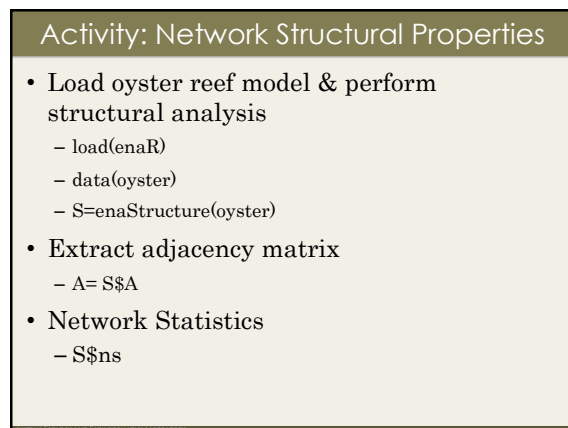 Activity: Network Structural Properties
• Load oyster reef model & perform
structural analysis
– load(enaR)
– data(oyster)
– S=enaStructure(oyster)
• Extract adjacency matrix
– A= S$A
• Network Statistics
– S$ns